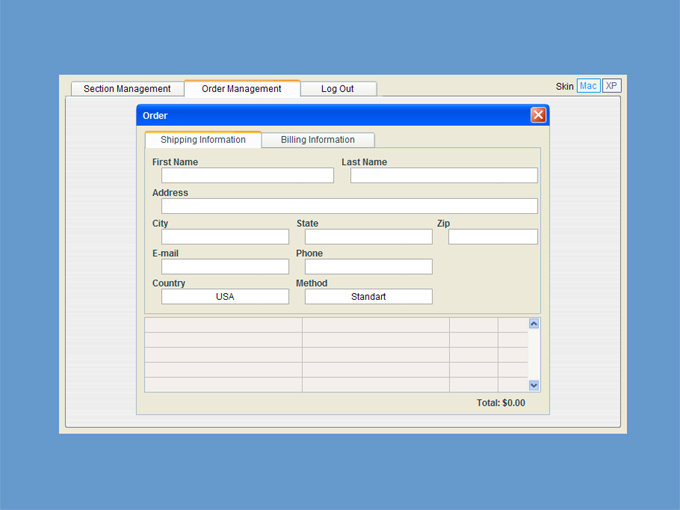 Section Management Order Management Log Out Skin Mac XP
Order
Shipping Information Billing Information
First Name Last Name
Address
City State Zip
E-mail Phone
Country Method
USA Standart
Total: $0.00